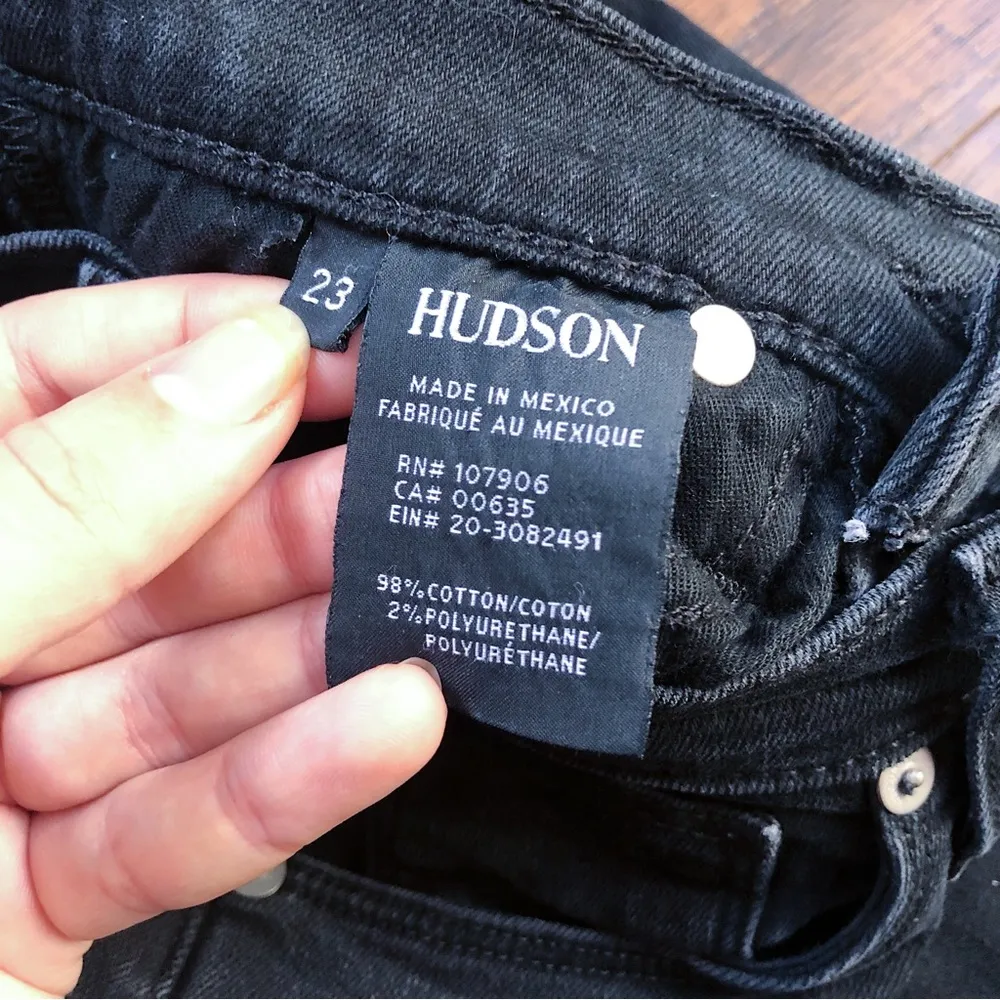 23
HUDSON
MADE IN MEXICO
FABRIQUÉ AU MEXIQUE
RN# 107906
CA# 00635
EIN# 20-3082491
98% COTTON/COTON
2% POLYURETHANE/
POLYURÉTHANE